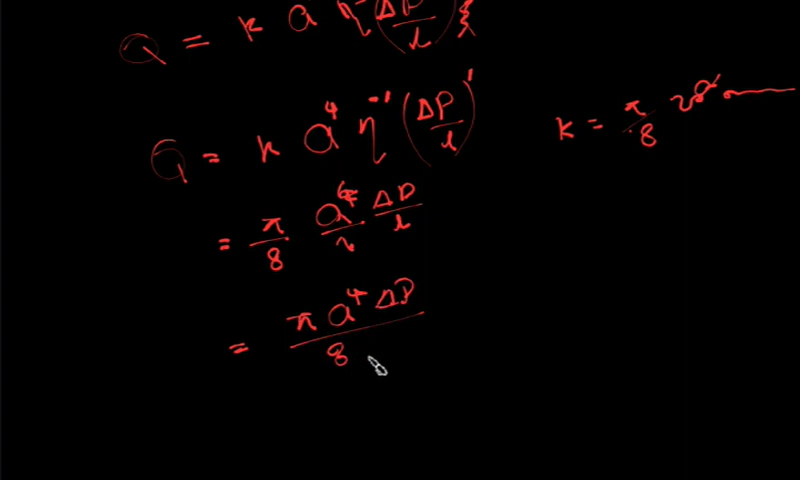 Q = k a η (ΔP/l)
Q = k a⁴ η⁻¹ (ΔP/l)¹
k = π/8
= π/8 a⁴/η ΔP/l
= π a⁴ ΔP / 8